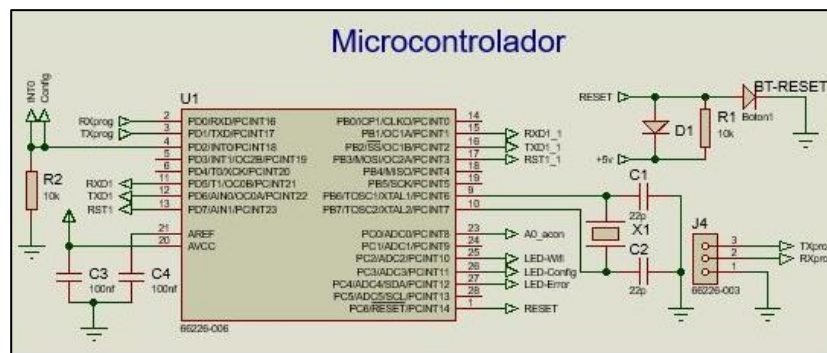 Microcontrolador
INT0
Config
U1
RXprog
TXprog
2
3
4
5
6
11
12
13
21
20
PD0/RXD/PCINT16
PD1/TXD/PCINT17
PD2/INT0/PCINT18
PD3/INT1/OC2B/PCINT19
PD4/T0/XCK/PCINT20
PD5/T1/OC0B/PCINT21
PD6/AIN0/OC0A/PCINT22
PD7/AIN1/PCINT23
AREF
AVCC
RXD1
TXD1
RST1
R2
10k
C3
100nf
C4
100nf
66226-006
PB0/ICP1/CLKO/PCINT0
PB1/OC1A/PCINT1
PB2/SS/OC1B/PCINT2
PB3/MOSI/OC2A/PCINT3
PB4/MISO/PCINT4
PB5/SCK/PCINT5
PB6/TOSC1/XTAL1/PCINT6
PB7/TOSC2/XTAL2/PCINT7
PC0/ADC0/PCINT8
PC1/ADC1/PCINT9
PC2/ADC2/PCINT10
PC3/ADC3/PCINT11
PC4/ADC4/SDA/PCINT12
PC5/ADC5/SCL/PCINT13
PC6/RESET/PCINT14
14
15
16
17
18
19
9
10
23
24
25
26
27
28
1
RXD1_1
TXD1_1
RST1_1
A0_acon
LED-Wifi
LED-Config
LED-Error
RESET
RESET
+5v
D1
R1
10k
BT-RESET
Boton1
C1
22p
X1
C2
22p
J4
3
2
1
66226-003
TXpro
RXpro